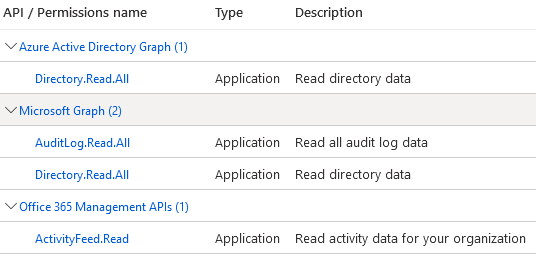 API / Permissions name Type Description
Azure Active Directory Graph (1)
Directory.Read.All Application Read directory data
Microsoft Graph (2)
AuditLog.Read.All Application Read all audit log data
Directory.Read.All Application Read directory data
Office 365 Management APIs (1)
ActivityFeed.Read Application Read activity data for your organization